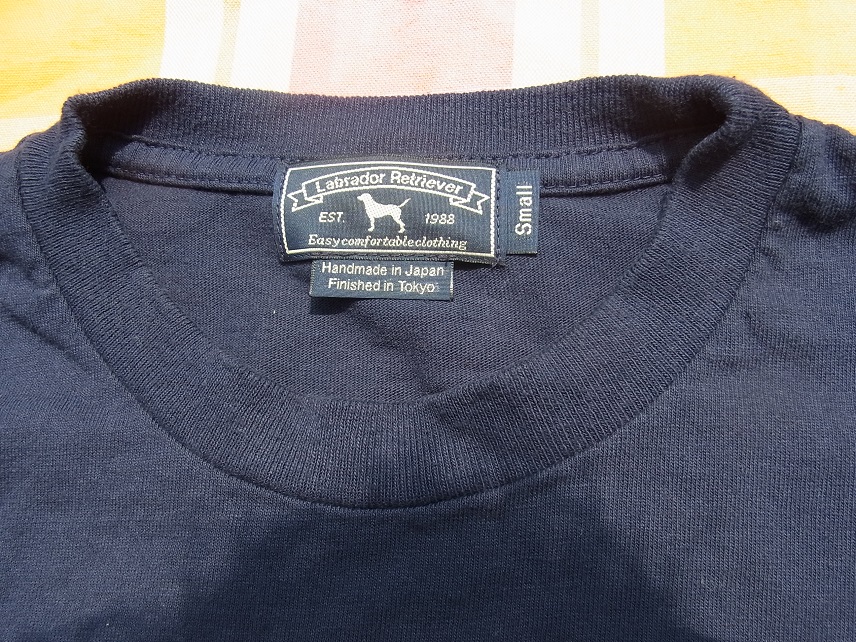 Labrador Retriever
EST. 1988
Easycomfortableclothing
Small
Handmade in Japan
Finished in Tokyo